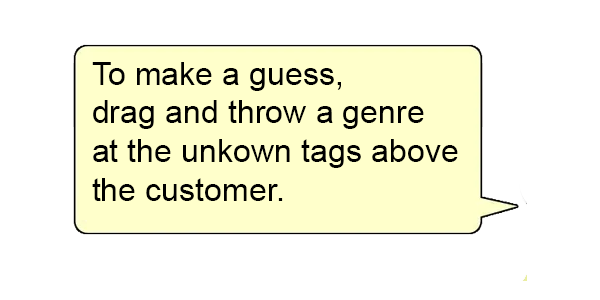 To make a guess,
drag and throw a genre
at the unkown tags above
the customer.